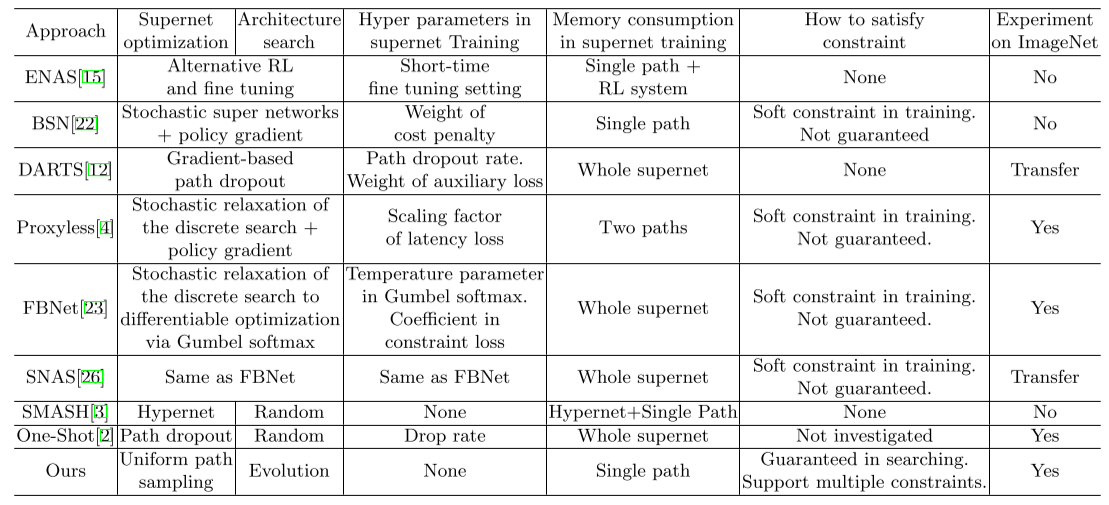 Approach Supernet optimization Architecture search Hyper parameters in supernet Training Memory consumption in supernet training How to satisfy constraint Experiment on ImageNet
ENAS[15] Alternative RL and fine tuning Short-time fine tuning setting Single path + RL system None No
BSN[22] Stochastic super networks + policy gradient Weight of cost penalty Single path Soft constraint in training. Not guaranteed No
DARTS[12] Gradient-based path dropout Path dropout rate. Weight of auxiliary loss Whole supernet None Transfer
Proxyless[4] Stochastic relaxation of the discrete search + policy gradient Scaling factor of latency loss Two paths Soft constraint in training. Not guaranteed. Yes
FBNet[23] Stochastic relaxation of the discrete search to differentiable optimization via Gumbel softmax Temperature parameter in Gumbel softmax. Coefficient in constraint loss Whole supernet Soft constraint in training. Not guaranteed. Yes
SNAS[26] Same as FBNet Same as FBNet Whole supernet Soft constraint in training. Not guaranteed. Transfer
SMASH[3] Hypernet Random None Hypernet+Single Path None No
One-Shot[2] Path dropout Random Drop rate Whole supernet Not investigated Yes
Ours Uniform path sampling Evolution None Single path Guaranteed in searching. Support multiple constraints. Yes